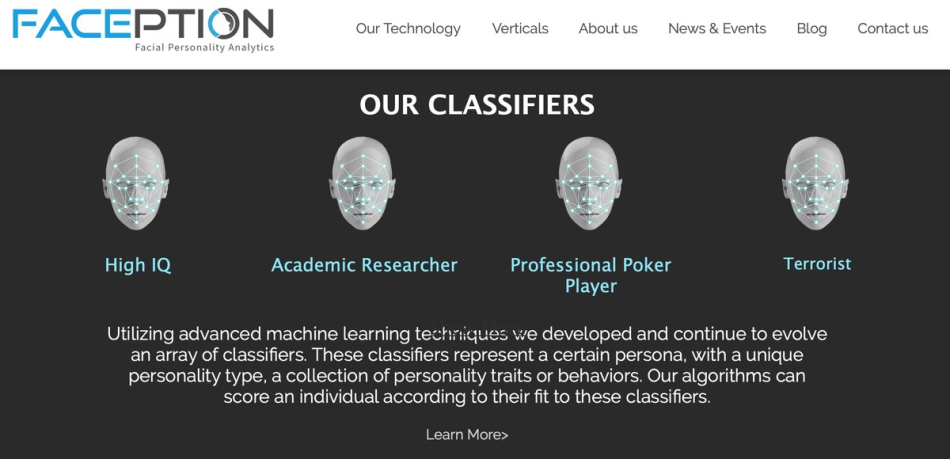 FACEPTION
Facial Personality Analytics
Our Technology Verticals About us News & Events Blog Contact us
OUR CLASSIFIERS
High IQ
Academic Researcher
Professional Poker
Player
Terrorist
Utilizing advanced machine learning techniques we developed and continue to evolve
an array of classifiers. These classifiers represent a certain persona, with a unique
personality type, a collection of personality traits or behaviors. Our algorithms can
score an individual according to their fit to these classifiers.
Learn More>